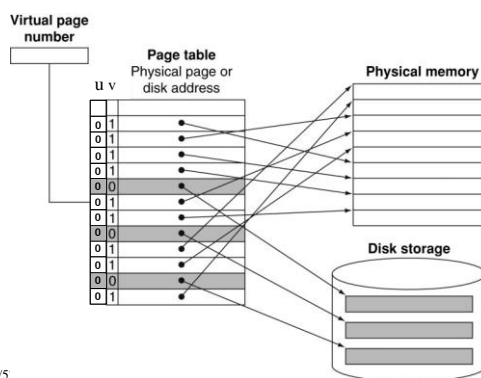 Virtual page
number
Page table
Physical page or
disk address
u v
0 1
0 1
0 1
0 1
0 0
0 1
0 1
0 0
0 1
0 1
0 0
0 1
Physical memory
Disk storage
/5